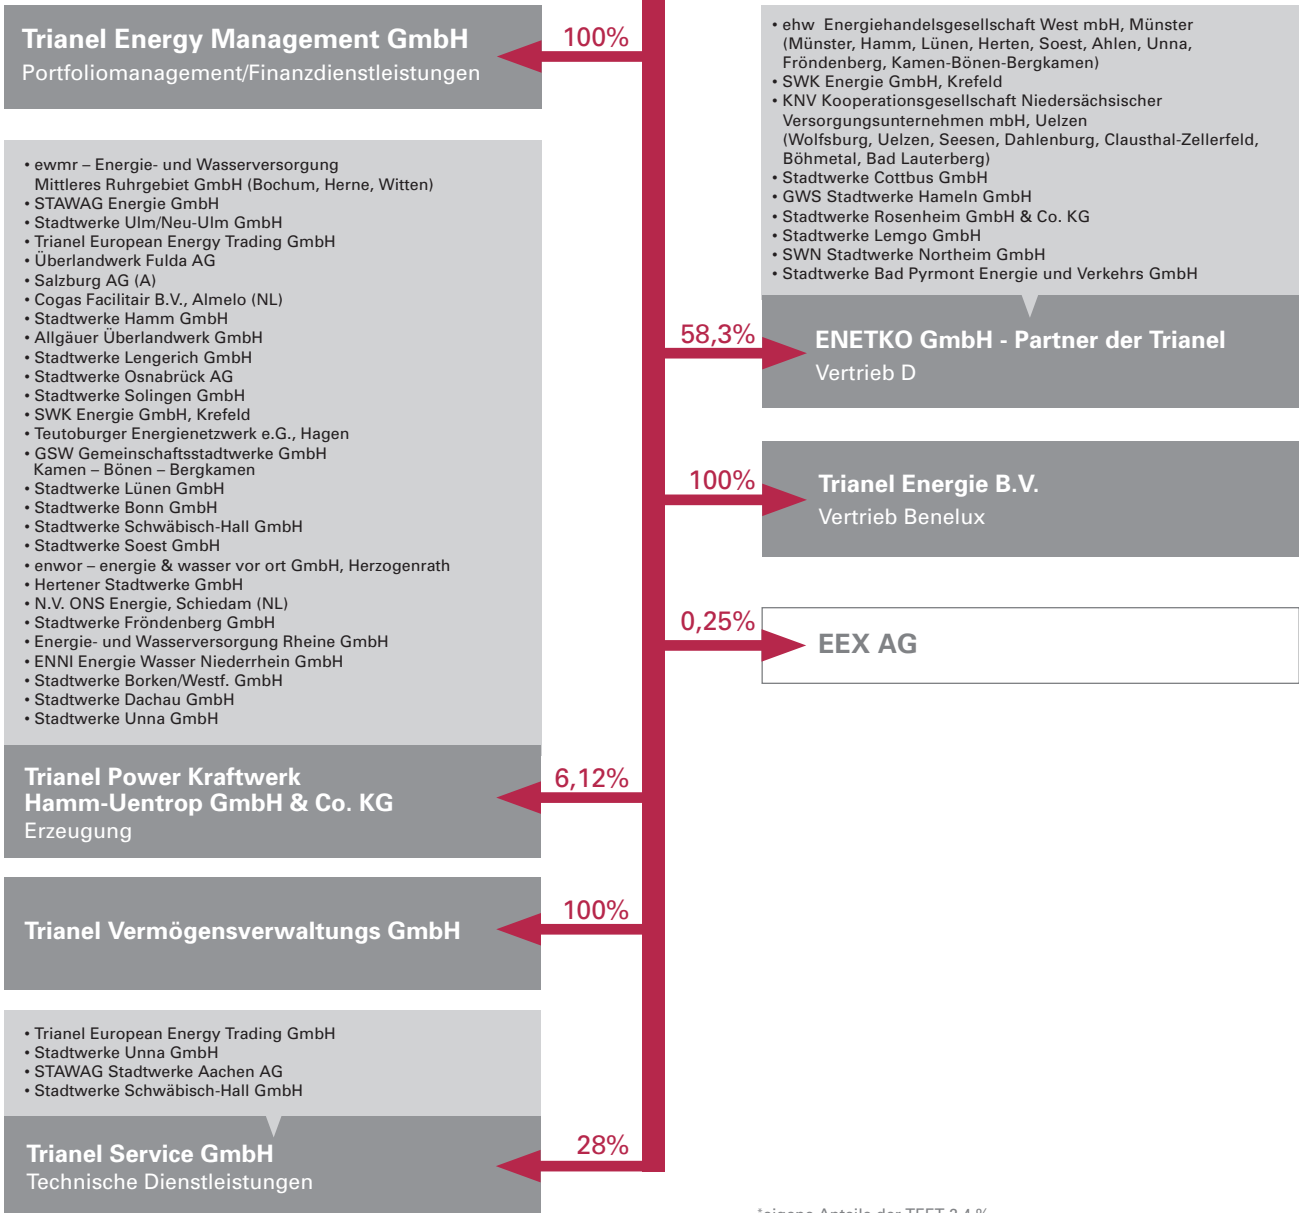 Trianel Energy Management GmbH
Portfoliomanagement/Finanzdienstleistungen
100%
• ewmr – Energie- und Wasserversorgung
Mittleres Ruhrgebiet GmbH (Bochum, Herne, Witten)
• STAWAG Energie GmbH
• Stadtwerke Ulm/Neu-Ulm GmbH
• Trianel European Energy Trading GmbH
• Überlandwerk Fulda AG
• Salzburg AG (A)
• Cogas Facilitair B.V., Almelo (NL)
• Stadtwerke Hamm GmbH
• Allgäuer Überlandwerk GmbH
• Stadtwerke Lengerich GmbH
• Stadtwerke Osnabrück AG
• Stadtwerke Solingen GmbH
• SWK Energie GmbH, Krefeld
• Teutoburger Energienetzwerk e.G., Hagen
• GSW Gemeinschaftsstadtwerke GmbH
Kamen – Bönen – Bergkamen
• Stadtwerke Lünen GmbH
• Stadtwerke Bonn GmbH
• Stadtwerke Schwäbisch-Hall GmbH
• Stadtwerke Soest GmbH
• enwor – energie & wasser vor ort GmbH, Herzogenrath
• Hertener Stadtwerke GmbH
• N.V. ONS Energie, Schiedam (NL)
• Stadtwerke Fröndenberg GmbH
• Energie- und Wasserversorgung Rheine GmbH
• ENNI Energie Wasser Niederrhein GmbH
• Stadtwerke Borken/Westf. GmbH
• Stadtwerke Dachau GmbH
• Stadtwerke Unna GmbH
Trianel Power Kraftwerk
Hamm-Uentrop GmbH & Co. KG
Erzeugung
6,12%
Trianel Vermögensverwaltungs GmbH
100%
• Trianel European Energy Trading GmbH
• Stadtwerke Unna GmbH
• STAWAG Stadtwerke Aachen AG
• Stadtwerke Schwäbisch-Hall GmbH
Trianel Service GmbH
Technische Dienstleistungen
28%
• ehw Energiehandelsgesellschaft West mbH, Münster
(Münster, Hamm, Lünen, Herten, Soest, Ahlen, Unna,
Fröndenberg, Kamen-Bönen-Bergkamen)
• SWK Energie GmbH, Krefeld
• KNV Kooperationsgesellschaft Niedersächsischer
Versorgungsunternehmen mbH, Uelzen
(Wolfsburg, Uelzen, Seesen, Dahlenburg, Clausthal-Zellerfeld,
Böhmetal, Bad Lauterberg)
• Stadtwerke Cottbus GmbH
• GWS Stadtwerke Hameln GmbH
• Stadtwerke Rosenheim GmbH & Co. KG
• Stadtwerke Lemgo GmbH
• SWN Stadtwerke Northeim GmbH
• Stadtwerke Bad Pyrmont Energie und Verkehrs GmbH
58,3%
ENETKO GmbH - Partner der Trianel
Vertrieb D
100%
Trianel Energie B.V.
Vertrieb Benelux
0,25%
EEX AG
*eigene Anteile der TEET